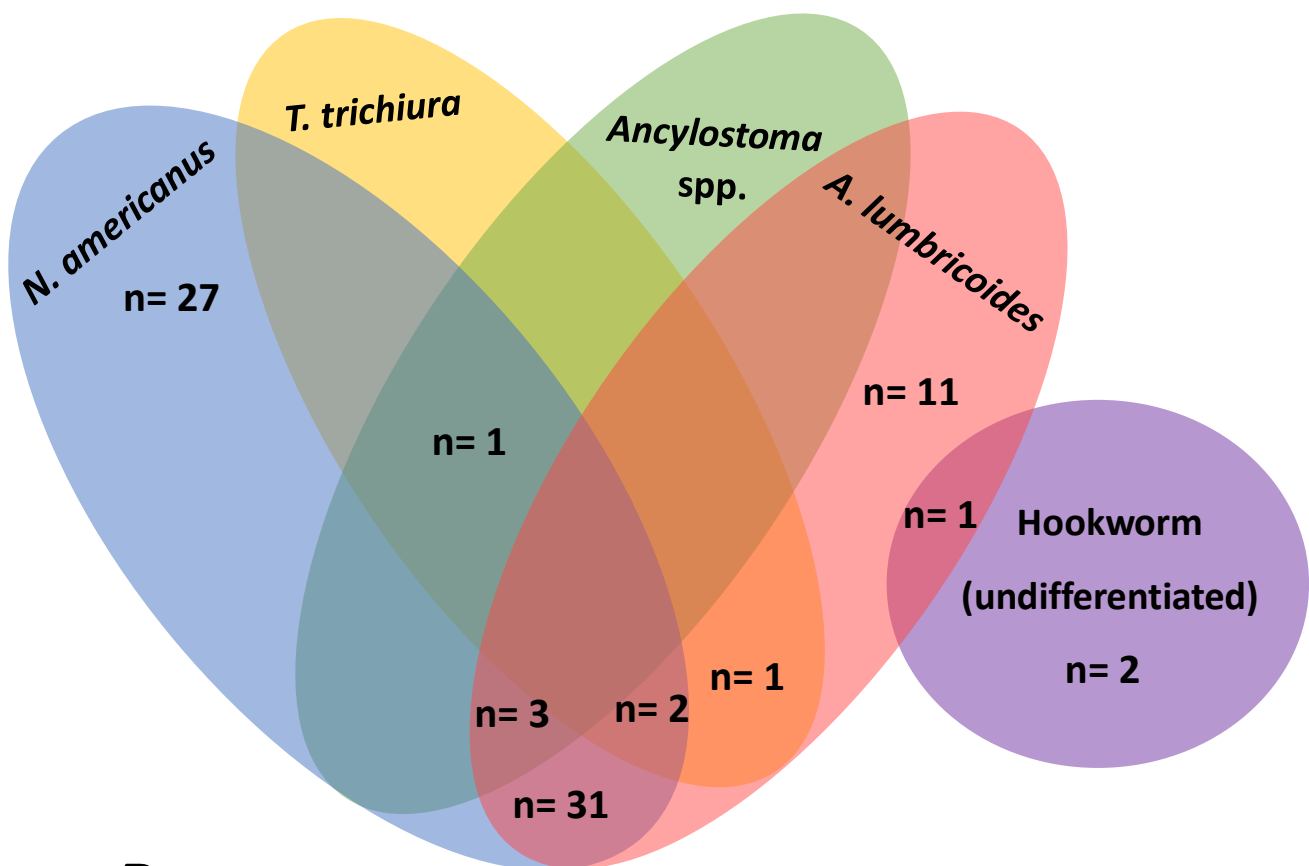 T. trichiura
Ancylostoma
spp.
N. americanus
A. lumbricoides
n= 27
n= 11
n= 1
n= 1
Hookworm
(undifferentiated)
n= 2
n= 1
n= 3
n= 2
n= 31